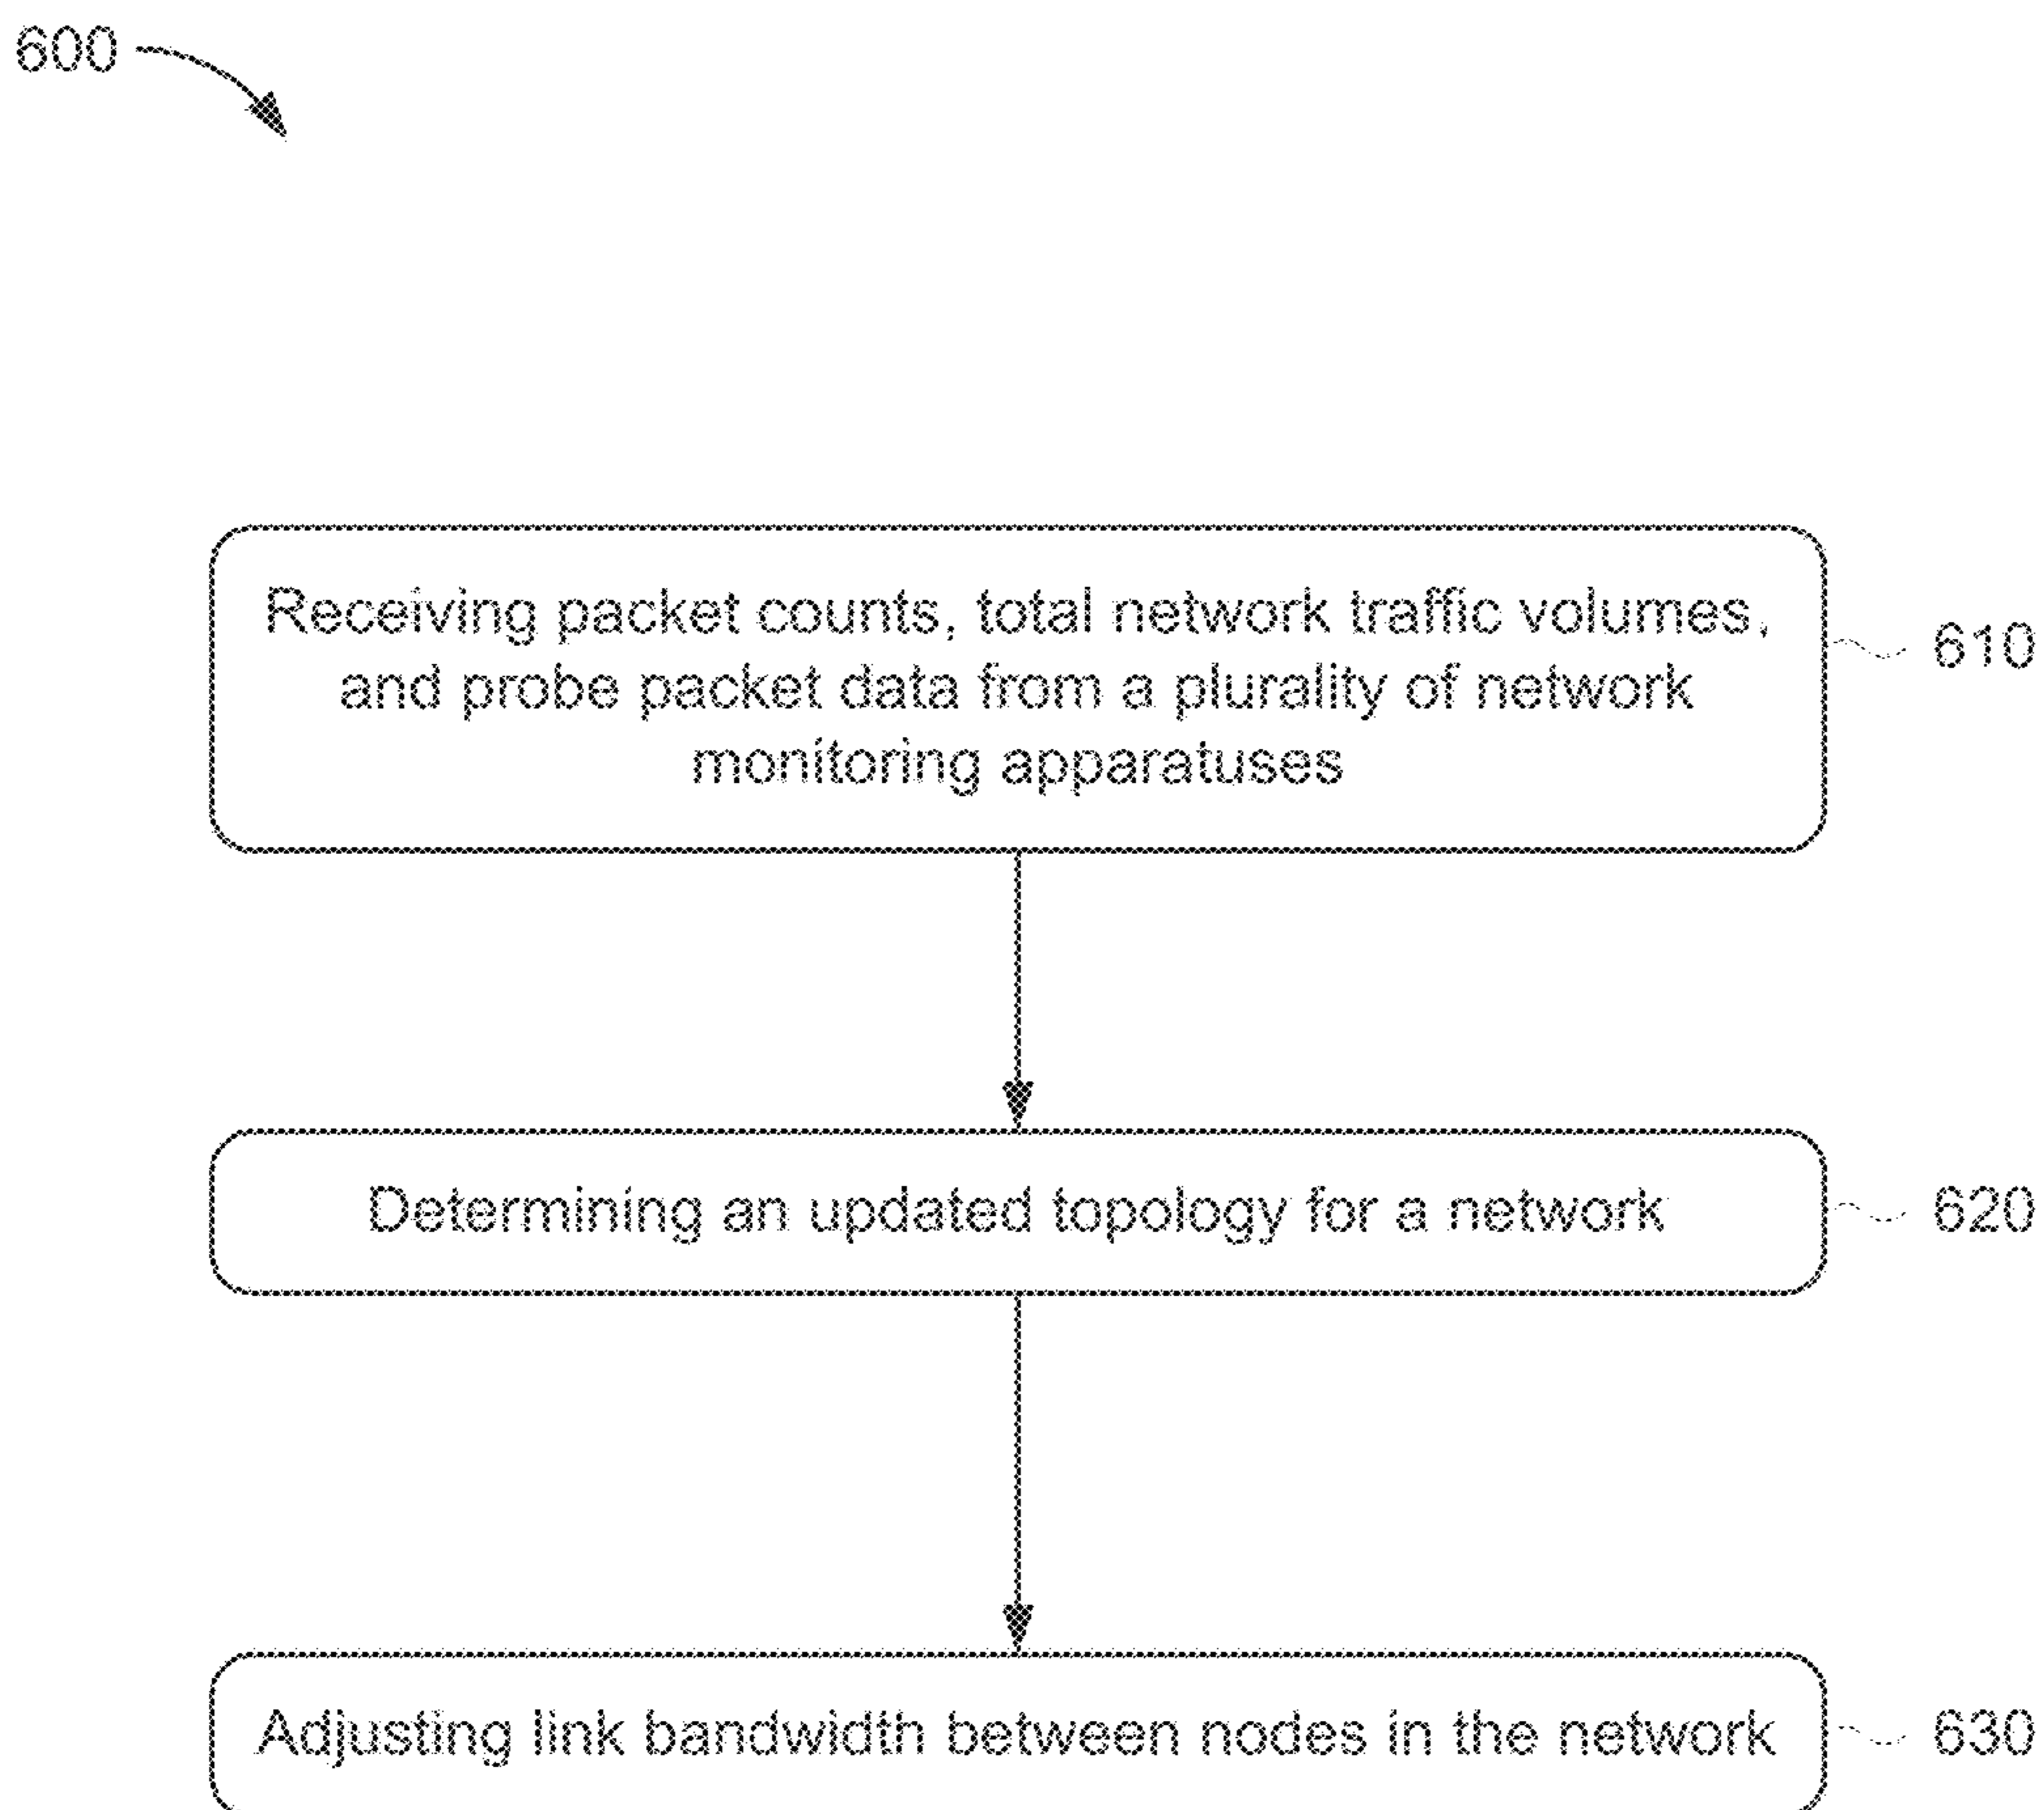 600
Receiving packet counts, total network traffic volumes,
and probe packet data from a plurality of network
monitoring apparatuses
610
Determining an updated topology for a network
620
Adjusting link bandwidth between nodes in the network
630